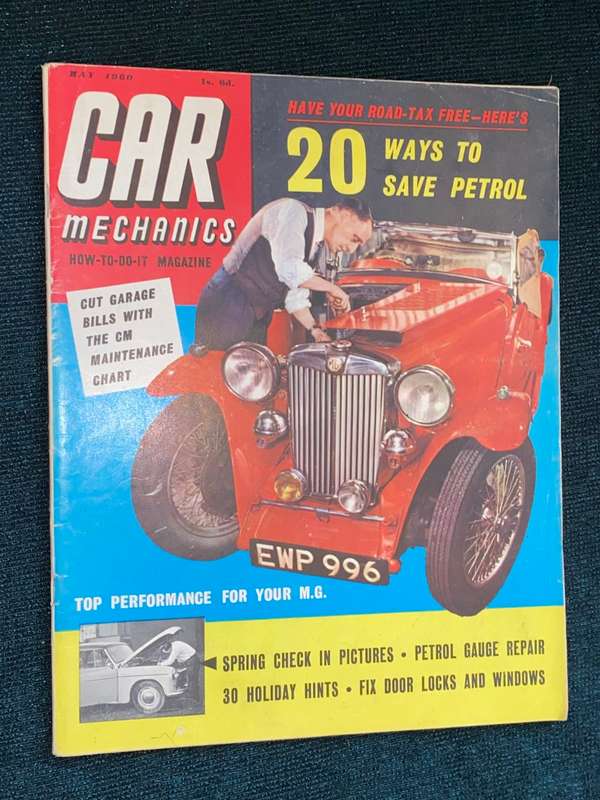 MAY 1960 1s. 6d.
CAR
MECHANICS
HOW-TO-DO-IT MAGAZINE
HAVE YOUR ROAD-TAX FREE—HERE'S
20 WAYS TO
SAVE PETROL
CUT GARAGE
BILLS WITH
THE CM
MAINTENANCE
CHART
MG
EWP 996
TOP PERFORMANCE FOR YOUR M.G.
SPRING CHECK IN PICTURES • PETROL GAUGE REPAIR
30 HOLIDAY HINTS • FIX DOOR LOCKS AND WINDOWS